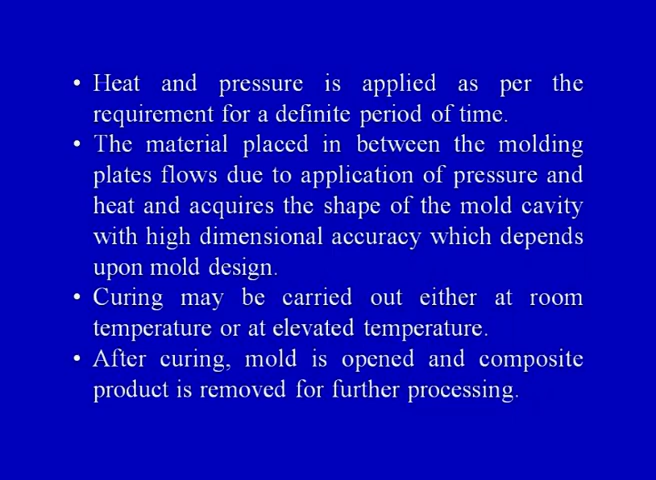 • Heat and pressure is applied as per the
requirement for a definite period of time.
• The material placed in between the molding
plates flows due to application of pressure and
heat and acquires the shape of the mold cavity
with high dimensional accuracy which depends
upon mold design.
• Curing may be carried out either at room
temperature or at elevated temperature.
• After curing, mold is opened and composite
product is removed for further processing.